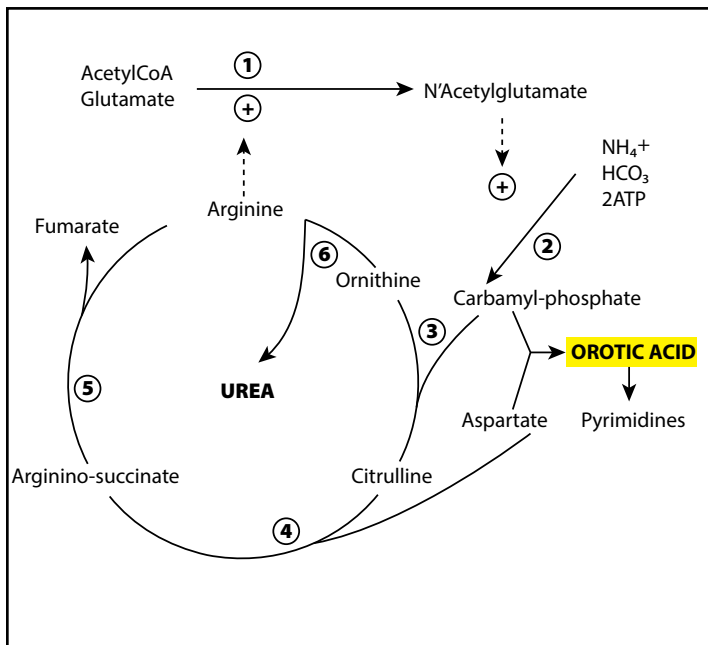 ①
AcetylCoA
Glutamate
+
N'Acetylglutamate
NH₄+
HCO₃
2ATP
+
Arginine
Fumarate
②
⑥
Ornithine
Carbamyl-phosphate
③
OROTIC ACID
⑤
UREA
Aspartate
Pyrimidines
Arginino-succinate
Citrulline
④